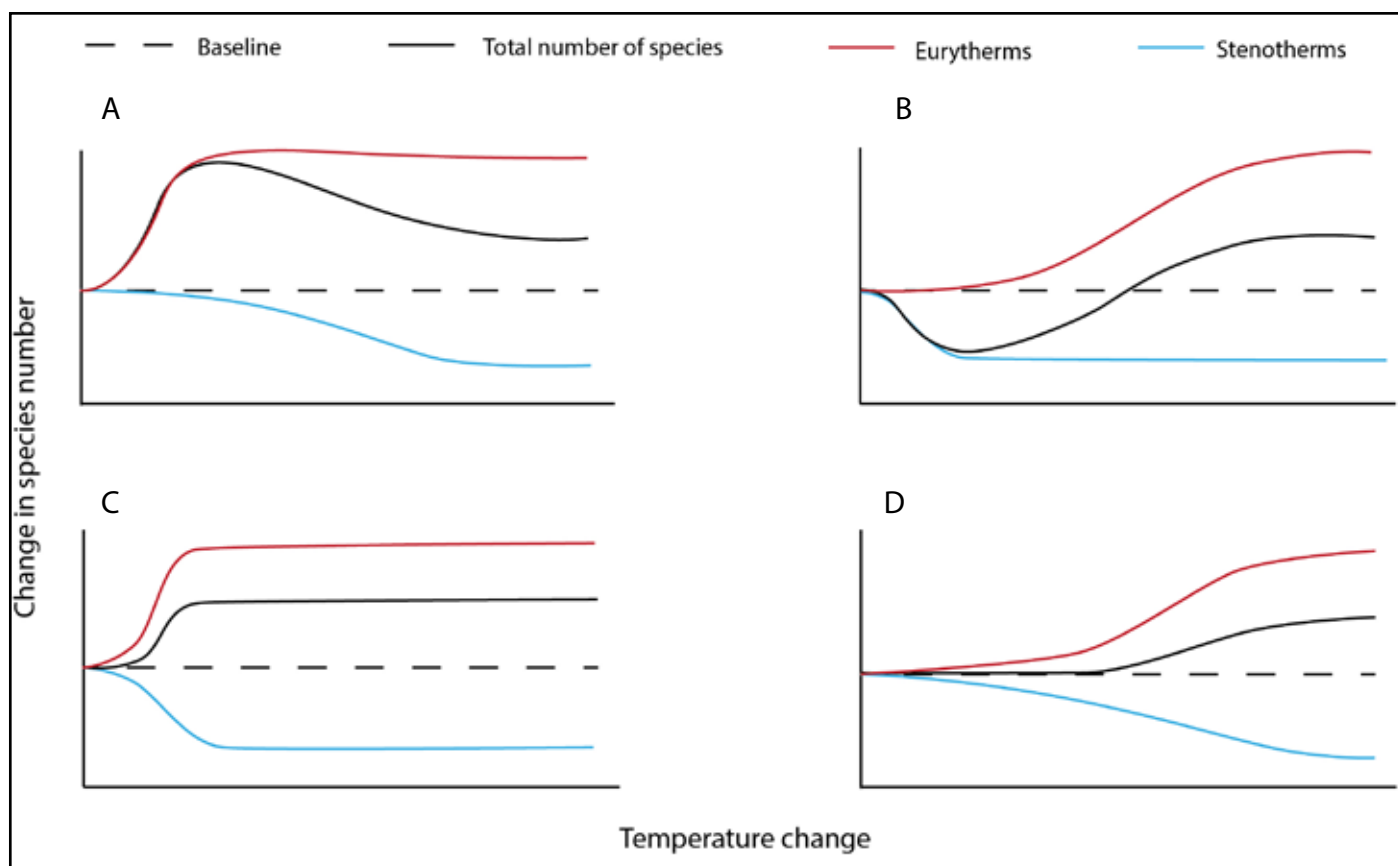 Baseline
Total number of species
Eurytherms
Stenotherms
A
B
Change in species number
C
D
Temperature change